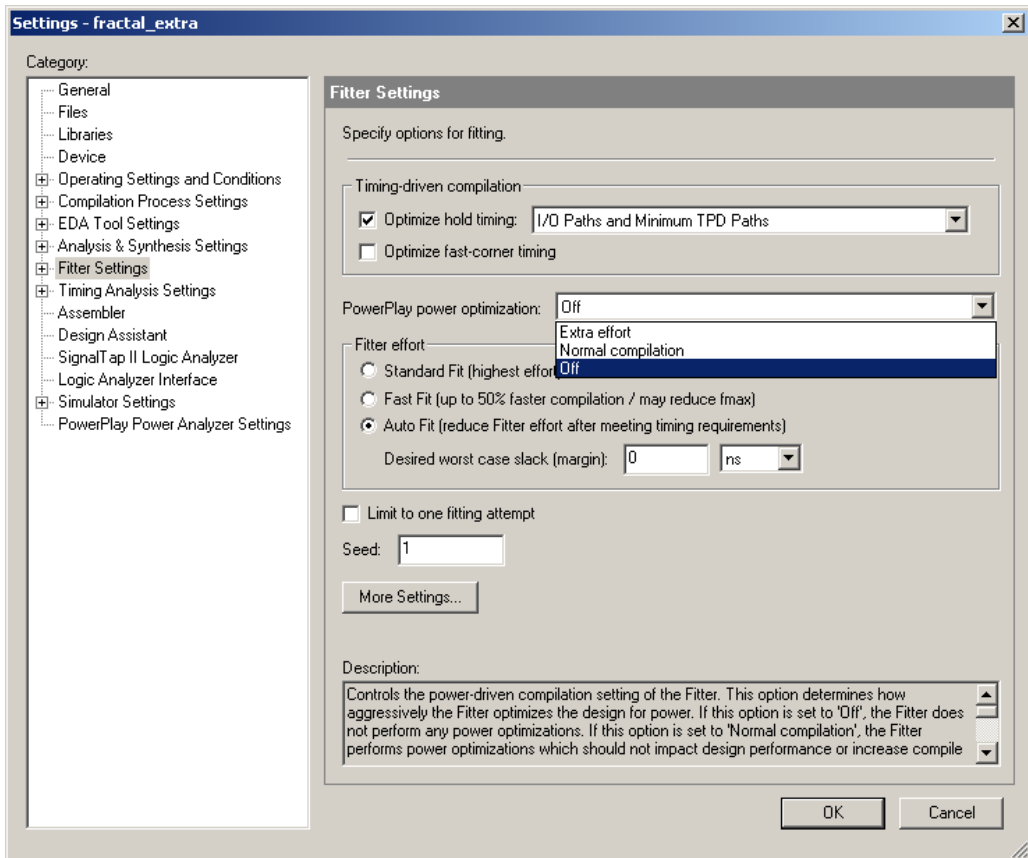 Settings - fractal_extra
Category:
General
Files
Libraries
Device
Operating Settings and Conditions
Compilation Process Settings
EDA Tool Settings
Analysis & Synthesis Settings
Fitter Settings
Timing Analysis Settings
Assembler
Design Assistant
SignalTap II Logic Analyzer
Logic Analyzer Interface
Simulator Settings
PowerPlay Power Analyzer Settings
Fitter Settings
Specify options for fitting.
Timing-driven compilation
Optimize hold timing: I/O Paths and Minimum TPD Paths
Optimize fast-corner timing
PowerPlay power optimization: Off
Extra effort
Normal compilation
Off
Fitter effort
Standard Fit (highest effort
Fast Fit (up to 50% faster compilation / may reduce fmax)
Auto Fit (reduce Fitter effort after meeting timing requirements)
Desired worst case slack (margin): 0 ns
Limit to one fitting attempt
Seed: 1
More Settings...
Description:
Controls the power-driven compilation setting of the Fitter. This option determines how
aggressively the Fitter optimizes the design for power. If this option is set to 'Off', the Fitter does
not perform any power optimizations. If this option is set to 'Normal compilation', the Fitter
performs power optimizations which should not impact design performance or increase compile
OK Cancel